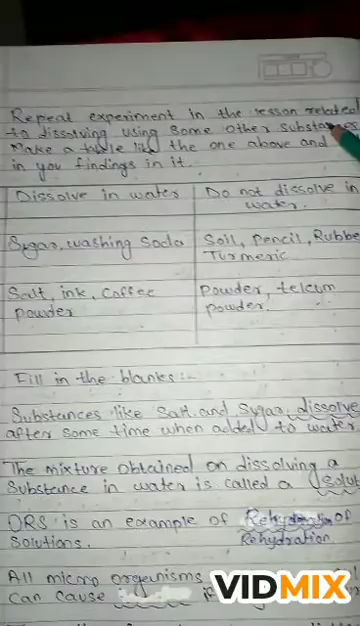 Repeat experiment in the lesson related
to dissolving using some other substances
Make a table like the one above and
in you findings in it.
Dissolve in water
Do not dissolve in
water.
Sugar, washing Soda
Soil, Pencil, Rubbe
Turmeric
Salt, ink, Coffee
powder
Powder, telcum
powder.
Fill in the blanks :-
Substances like Salt and Sugar dissolve
after some time when added to water
The mixture obtained on dissolving a
Substance in water is called a Solut
ORS is an example of of
Solutions.
Rehydration
All micro organisms
Can cause
VIDMIX